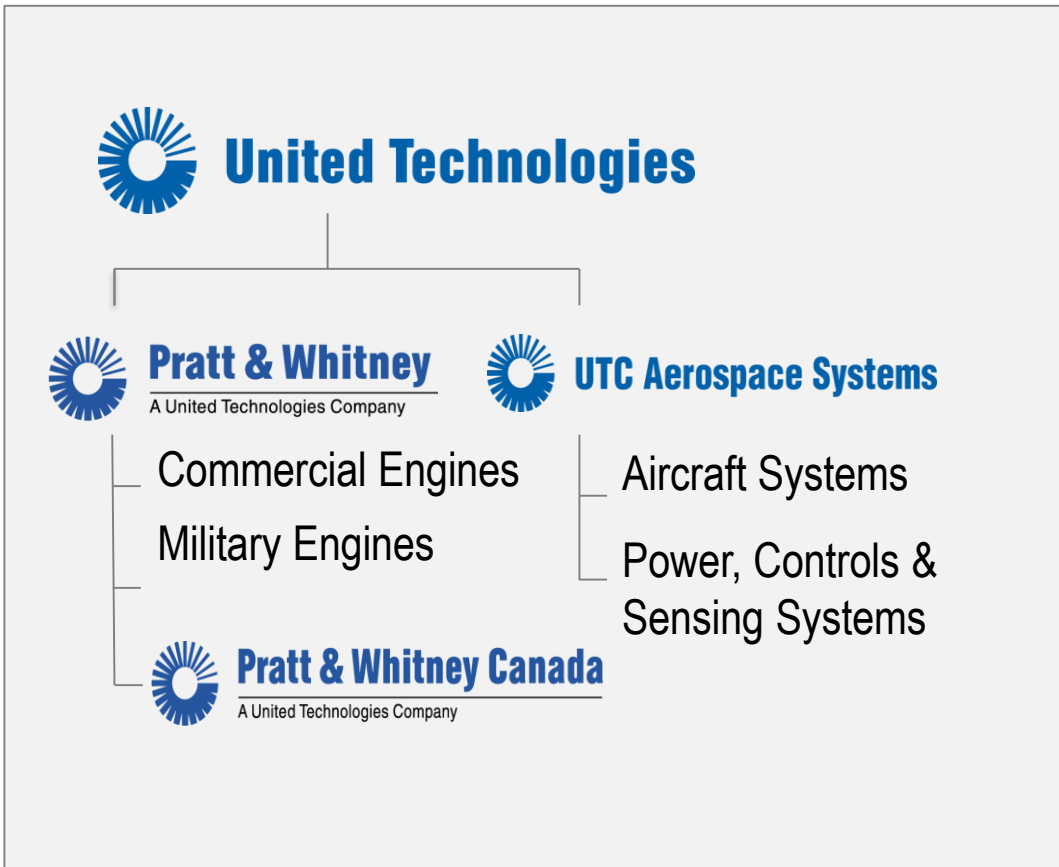 United Technologies
Pratt & Whitney
A United Technologies Company
Commercial Engines
Military Engines
Pratt & Whitney Canada
A United Technologies Company
UTC Aerospace Systems
Aircraft Systems
Power, Controls &
Sensing Systems